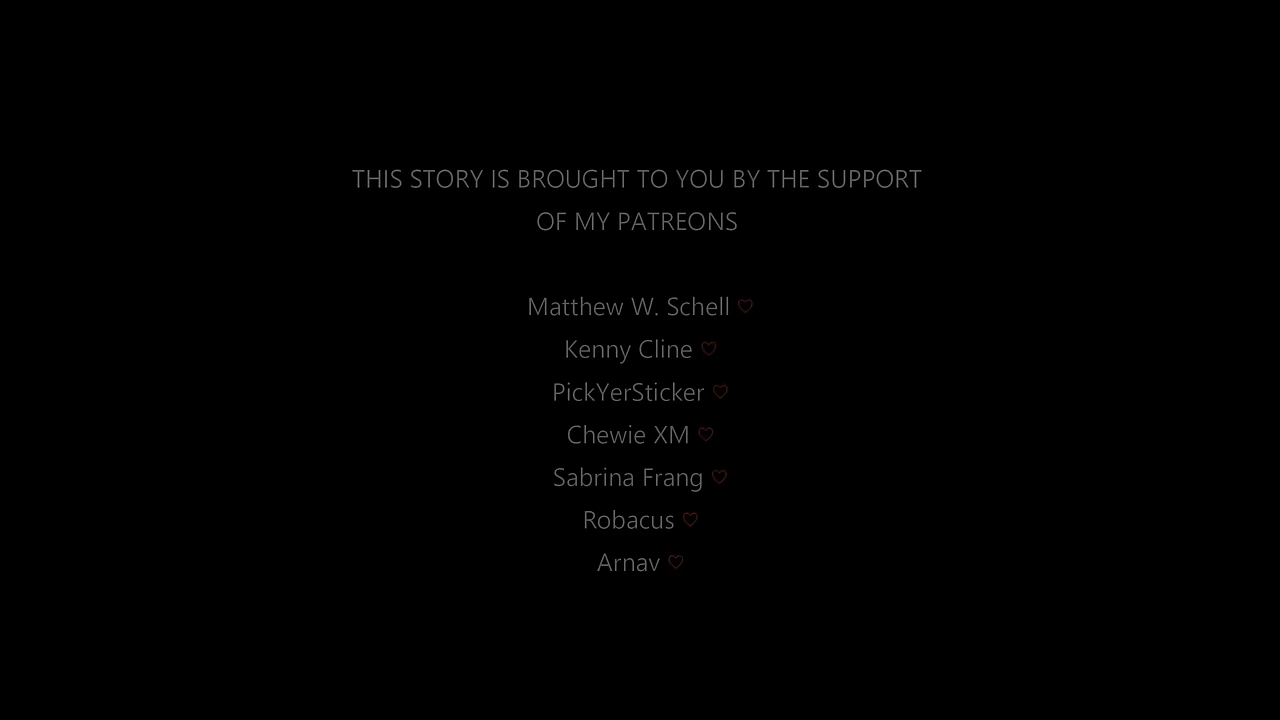 THIS STORY IS BROUGHT TO YOU BY THE SUPPORT
OF MY PATREONS
Matthew W. Schell ♡
Kenny Cline ♡
PickYerSticker ♡
Chewie XM ♡
Sabrina Frang ♡
Robacus ♡
Arnav ♡